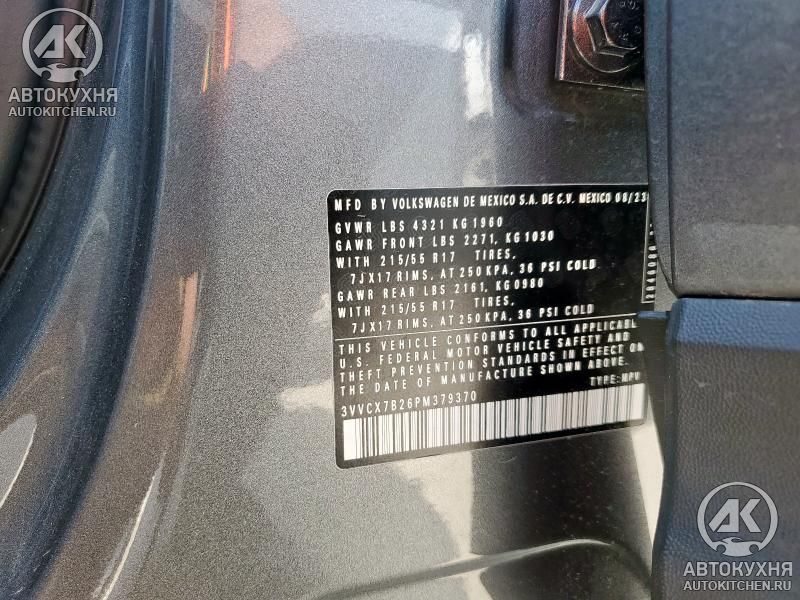 AK
АВТОКУХНЯ
AUTOKITCHEN.RU
MFD BY VOLKSWAGEN DE MEXICO S.A. DE C.V. MEXICO 08/23
GVWR LBS 4321 KG 1960
GAWR FRONT LBS 2271, KG 1030
WITH 215/55 R17 TIRES,
7JX17 RIMS, AT 250 KPA, 36 PSI COLD
GAWR REAR LBS 2161, KG 0980
WITH 215/55 R17 TIRES,
7JX17 RIMS, AT 250 KPA, 36 PSI COLD
THIS VEHICLE CONFORMS TO ALL APPLICABL
U.S. FEDERAL MOTOR VEHICLE SAFETY AND
THEFT PREVENTION STANDARDS IN EFFECT ON
THE DATE OF MANUFACTURE SHOWN ABOVE.
TYPE: MPV
3VVCX7B26PM379370
AK
АВТОКУХНЯ
AUTOKITCHEN.RU